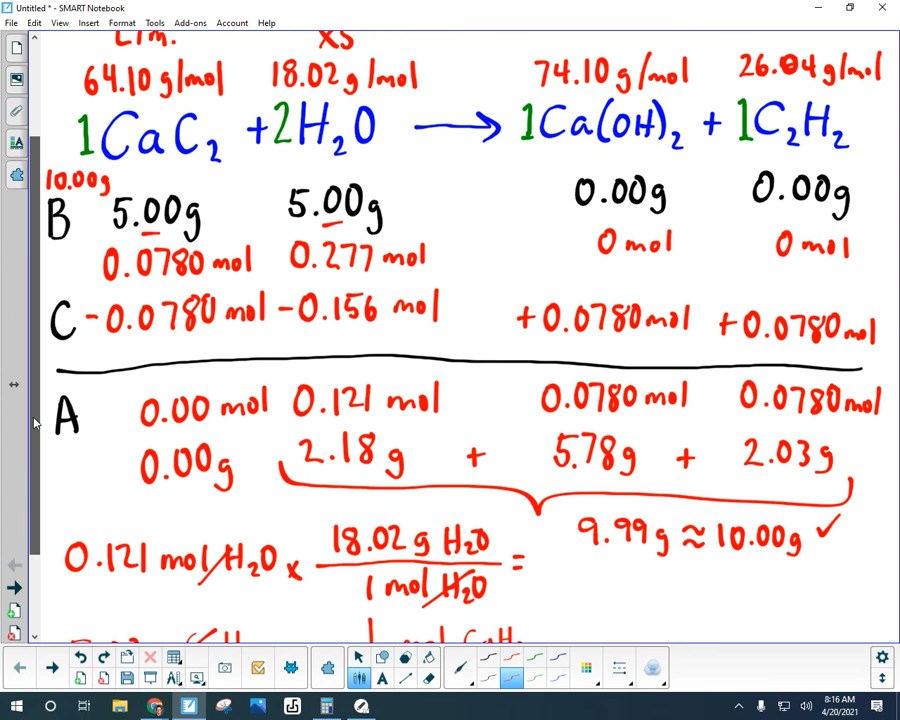 Untitled * - SMART Notebook
File Edit View Insert Format Tools Add-ons Account Help
Lim. XS
64.10 g/mol 18.02 g/mol 74.10 g/mol 26.04 g/mol
1CaC₂ + 2H₂O → 1Ca(OH)₂ + 1C₂H₂
10.00g
B 5.00g 5.00g 0.00g 0.00g
0.0780 mol 0.277 mol 0 mol 0 mol
C -0.0780 mol -0.156 mol +0.0780 mol +0.0780 mol
A 0.00 mol 0.121 mol 0.0780 mol 0.0780 mol
0.00g 2.18 g + 5.78g + 2.03g
9.99g ≈ 10.00g ✓
18.02 g H₂O
0.121 mol H₂O x =
1 mol H₂O
8:16 AM
4/20/2021